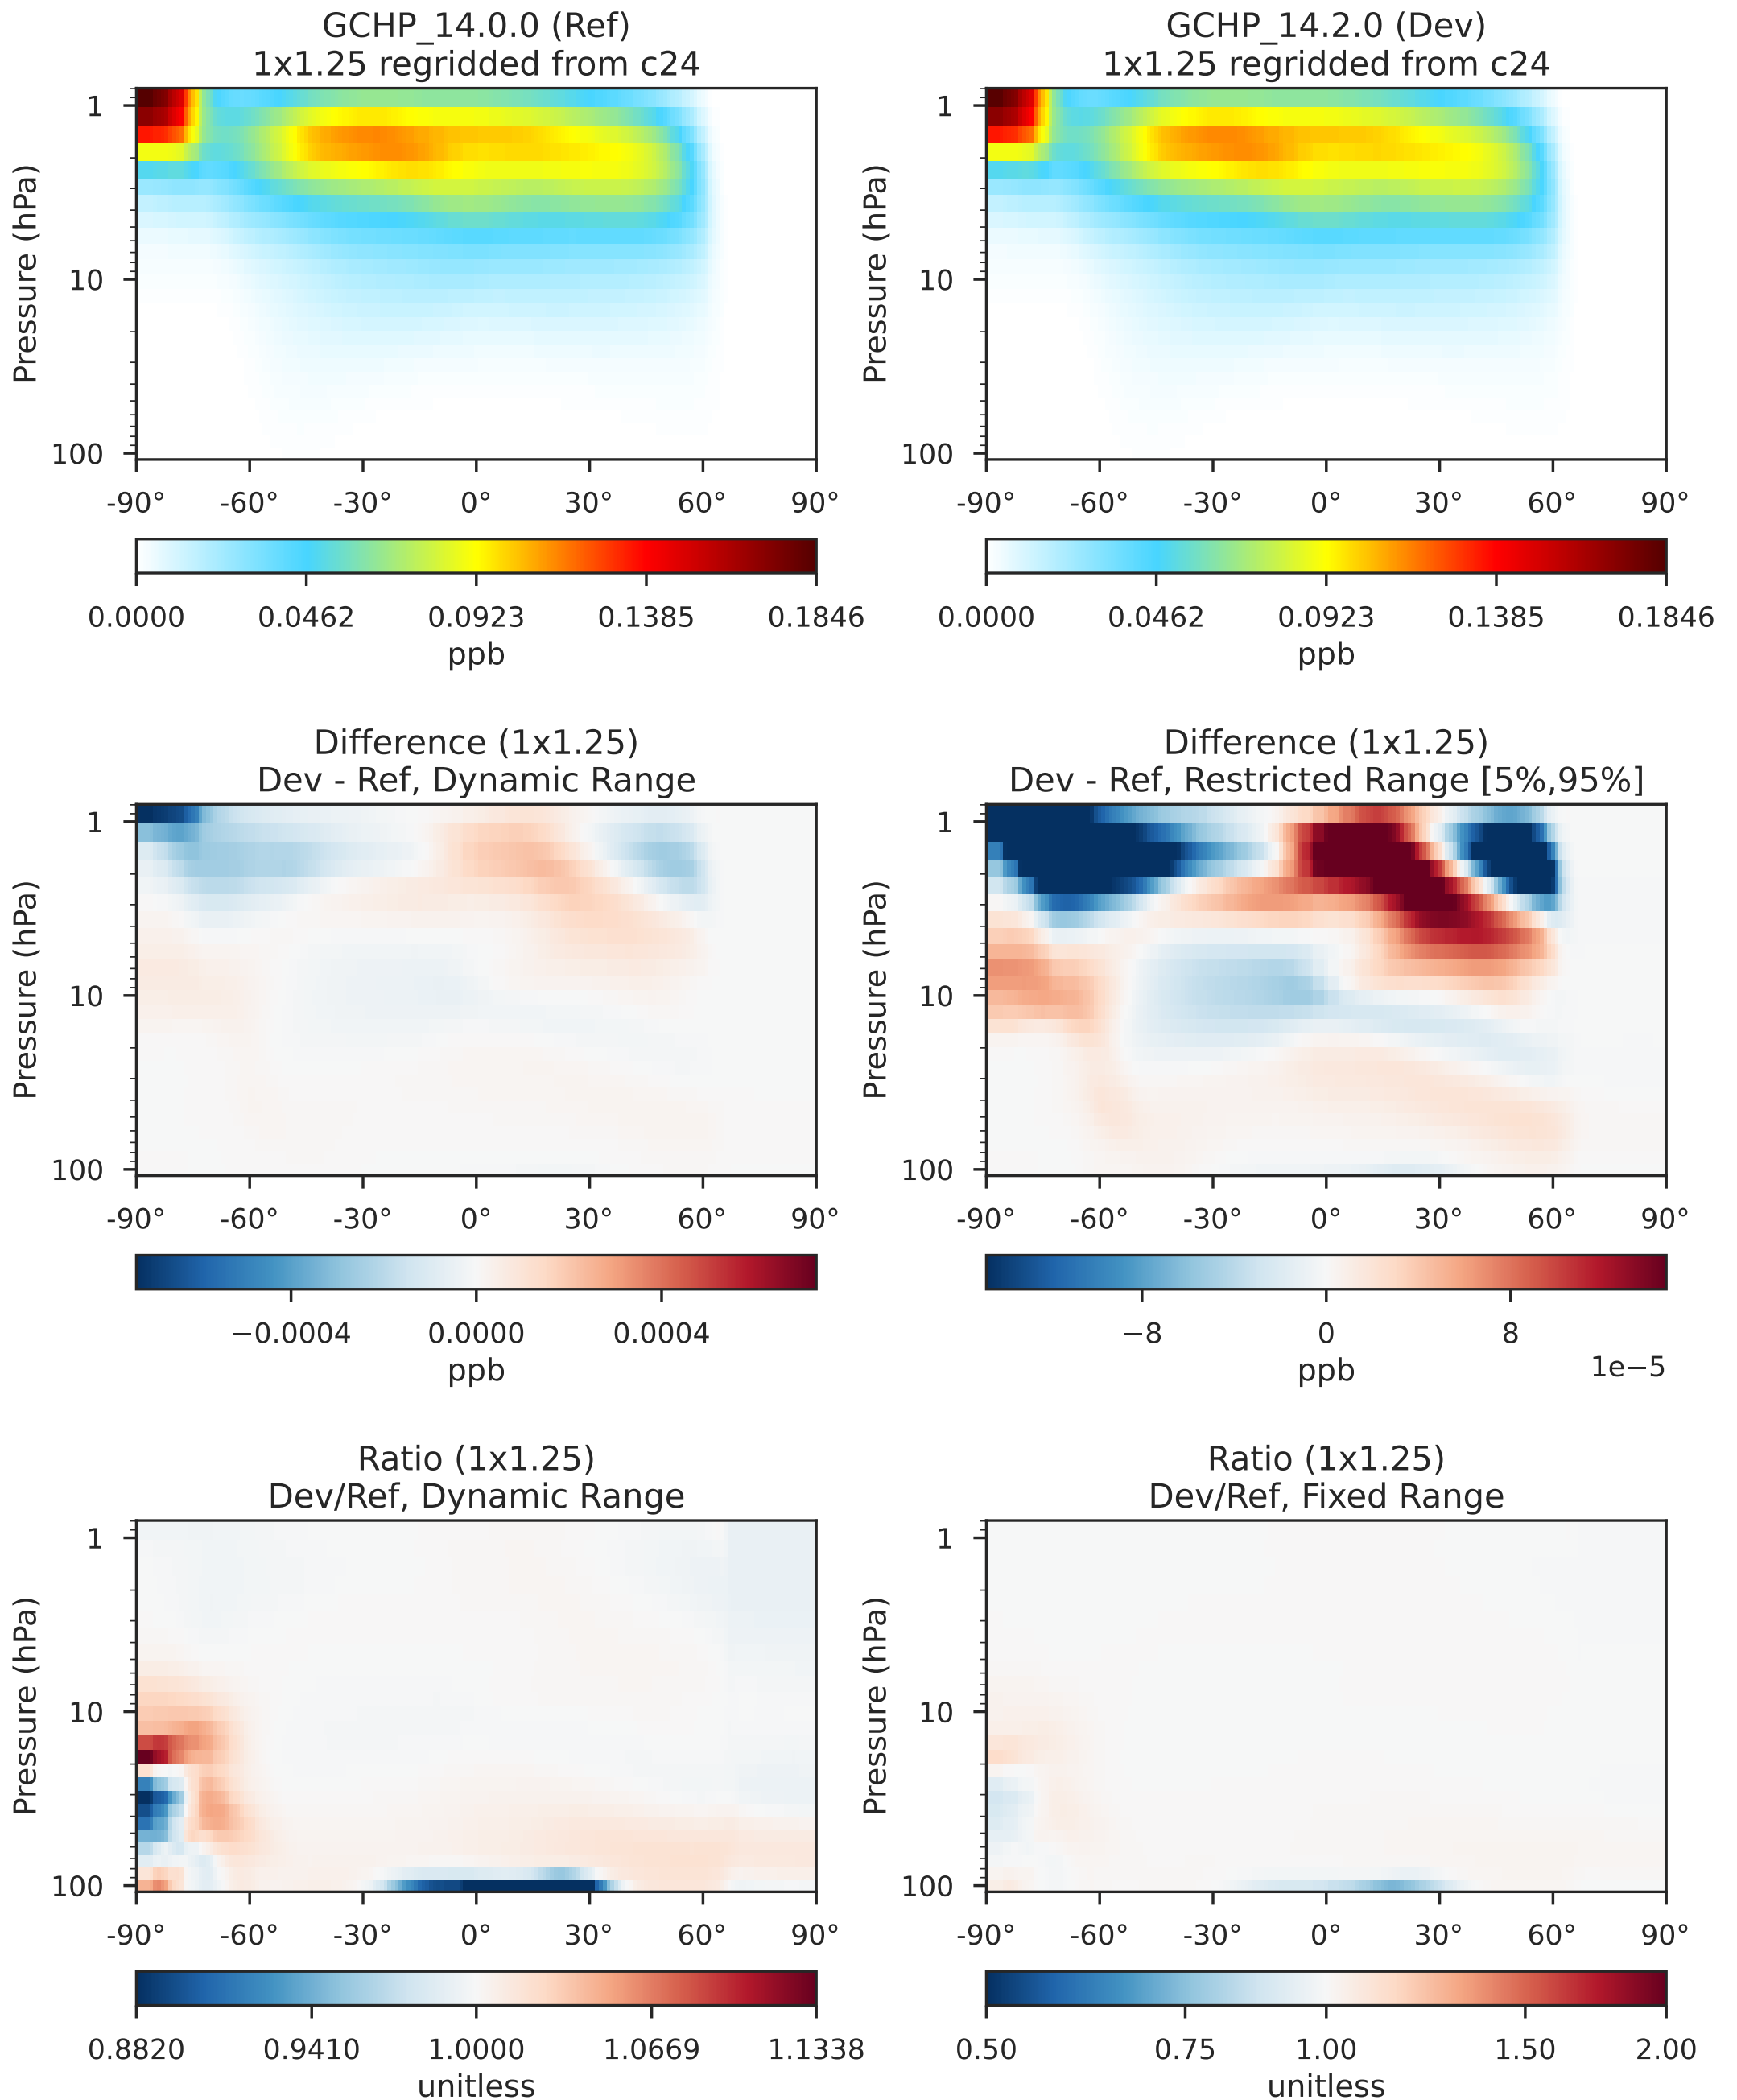 GCHP_14.0.0 (Ref)
1x1.25 regridded from c24
Pressure (hPa)
1
10
100
-90° -60° -30° 0° 30° 60° 90°
0.0000 0.0462 0.0923 0.1385 0.1846
ppb
GCHP_14.2.0 (Dev)
1x1.25 regridded from c24
Pressure (hPa)
1
10
100
-90° -60° -30° 0° 30° 60° 90°
0.0000 0.0462 0.0923 0.1385 0.1846
ppb
Difference (1x1.25)
Dev - Ref, Dynamic Range
Pressure (hPa)
1
10
100
-90° -60° -30° 0° 30° 60° 90°
−0.0004 0.0000 0.0004
ppb
Difference (1x1.25)
Dev - Ref, Restricted Range [5%,95%]
Pressure (hPa)
1
10
100
-90° -60° -30° 0° 30° 60° 90°
−8 0 8
1e−5
ppb
Ratio (1x1.25)
Dev/Ref, Dynamic Range
Pressure (hPa)
1
10
100
-90° -60° -30° 0° 30° 60° 90°
0.8820 0.9410 1.0000 1.0669 1.1338
unitless
Ratio (1x1.25)
Dev/Ref, Fixed Range
Pressure (hPa)
1
10
100
-90° -60° -30° 0° 30° 60° 90°
0.50 0.75 1.00 1.50 2.00
unitless